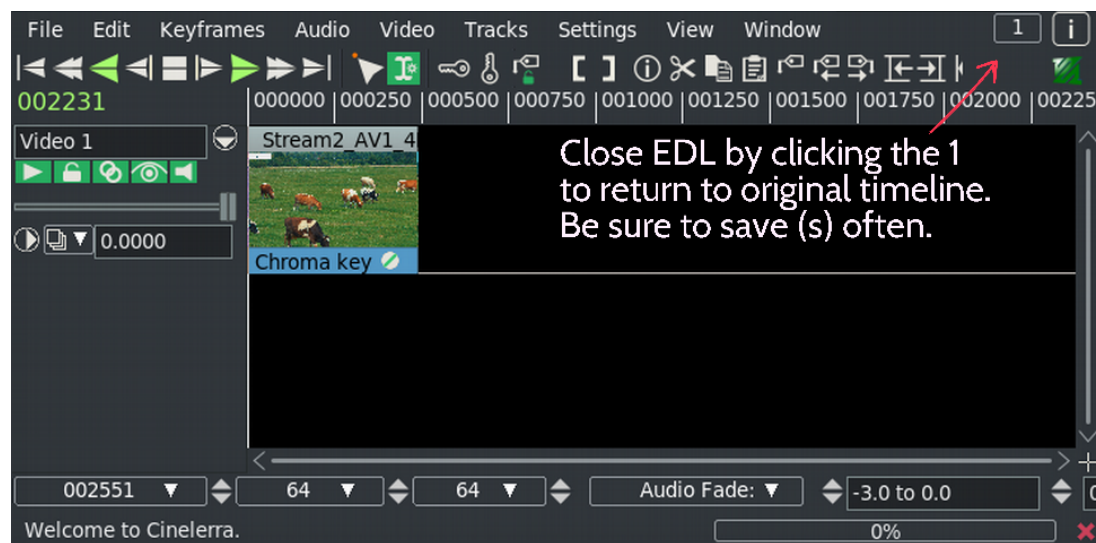 File Edit Keyframes Audio Video Tracks Settings View Window 1 i
002231 000000 000250 000500 000750 001000 001250 001500 001750 002000 00225
Video 1
Stream2_AV1_4
Close EDL by clicking the 1
to return to original timeline.
Be sure to save (s) often.
0.0000
Chroma key
002551 64 64 Audio Fade: -3.0 to 0.0
Welcome to Cinelerra. 0%